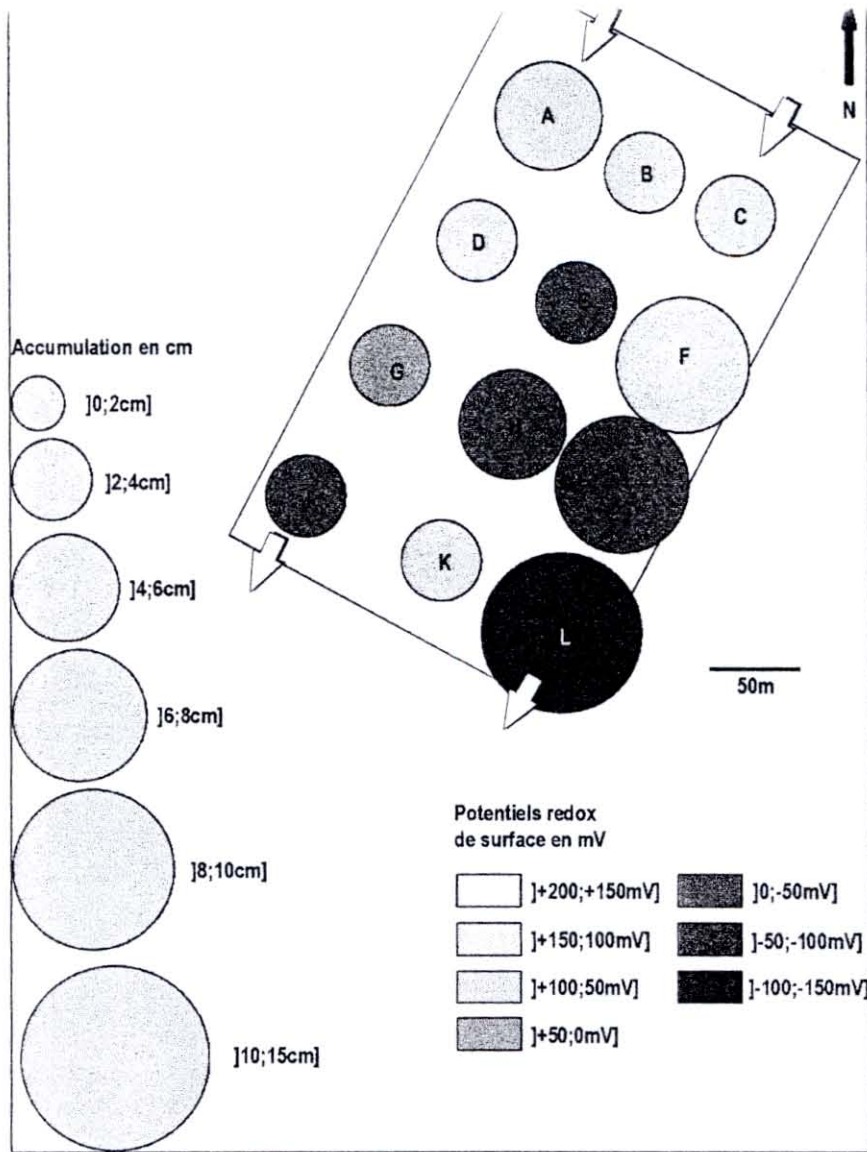 N
A
B
C
D
F
G
K
L
50m
Accumulation en cm
]0;2cm]
]2;4cm]
]4;6cm]
]6;8cm]
]8;10cm]
]10;15cm]
Potentiels redox
de surface en mV
]+200;+150mV]
]+150;100mV]
]+100;50mV]
]+50;0mV]
]0;-50mV]
]-50;-100mV]
]-100;-150mV]